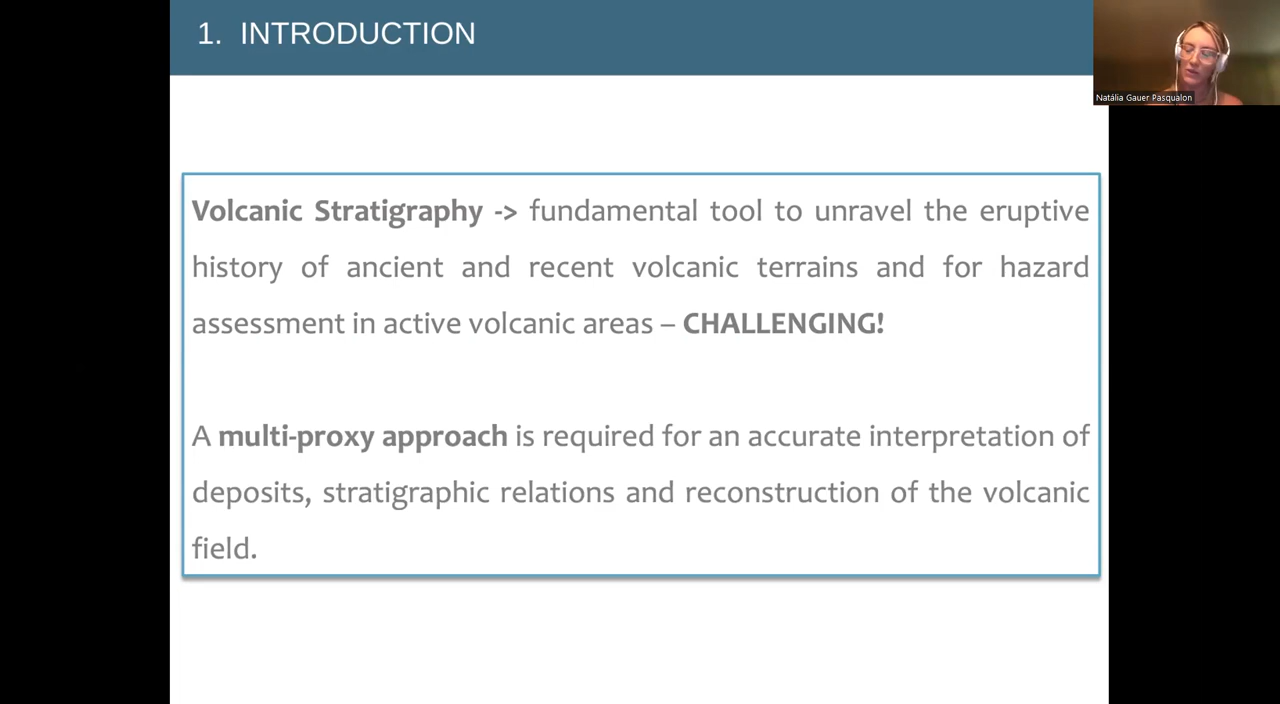 1. INTRODUCTION
Natália Gauer Pasqualon
Volcanic Stratigraphy -> fundamental tool to unravel the eruptive
history of ancient and recent volcanic terrains and for hazard
assessment in active volcanic areas – CHALLENGING!
A multi-proxy approach is required for an accurate interpretation of
deposits, stratigraphic relations and reconstruction of the volcanic
field.